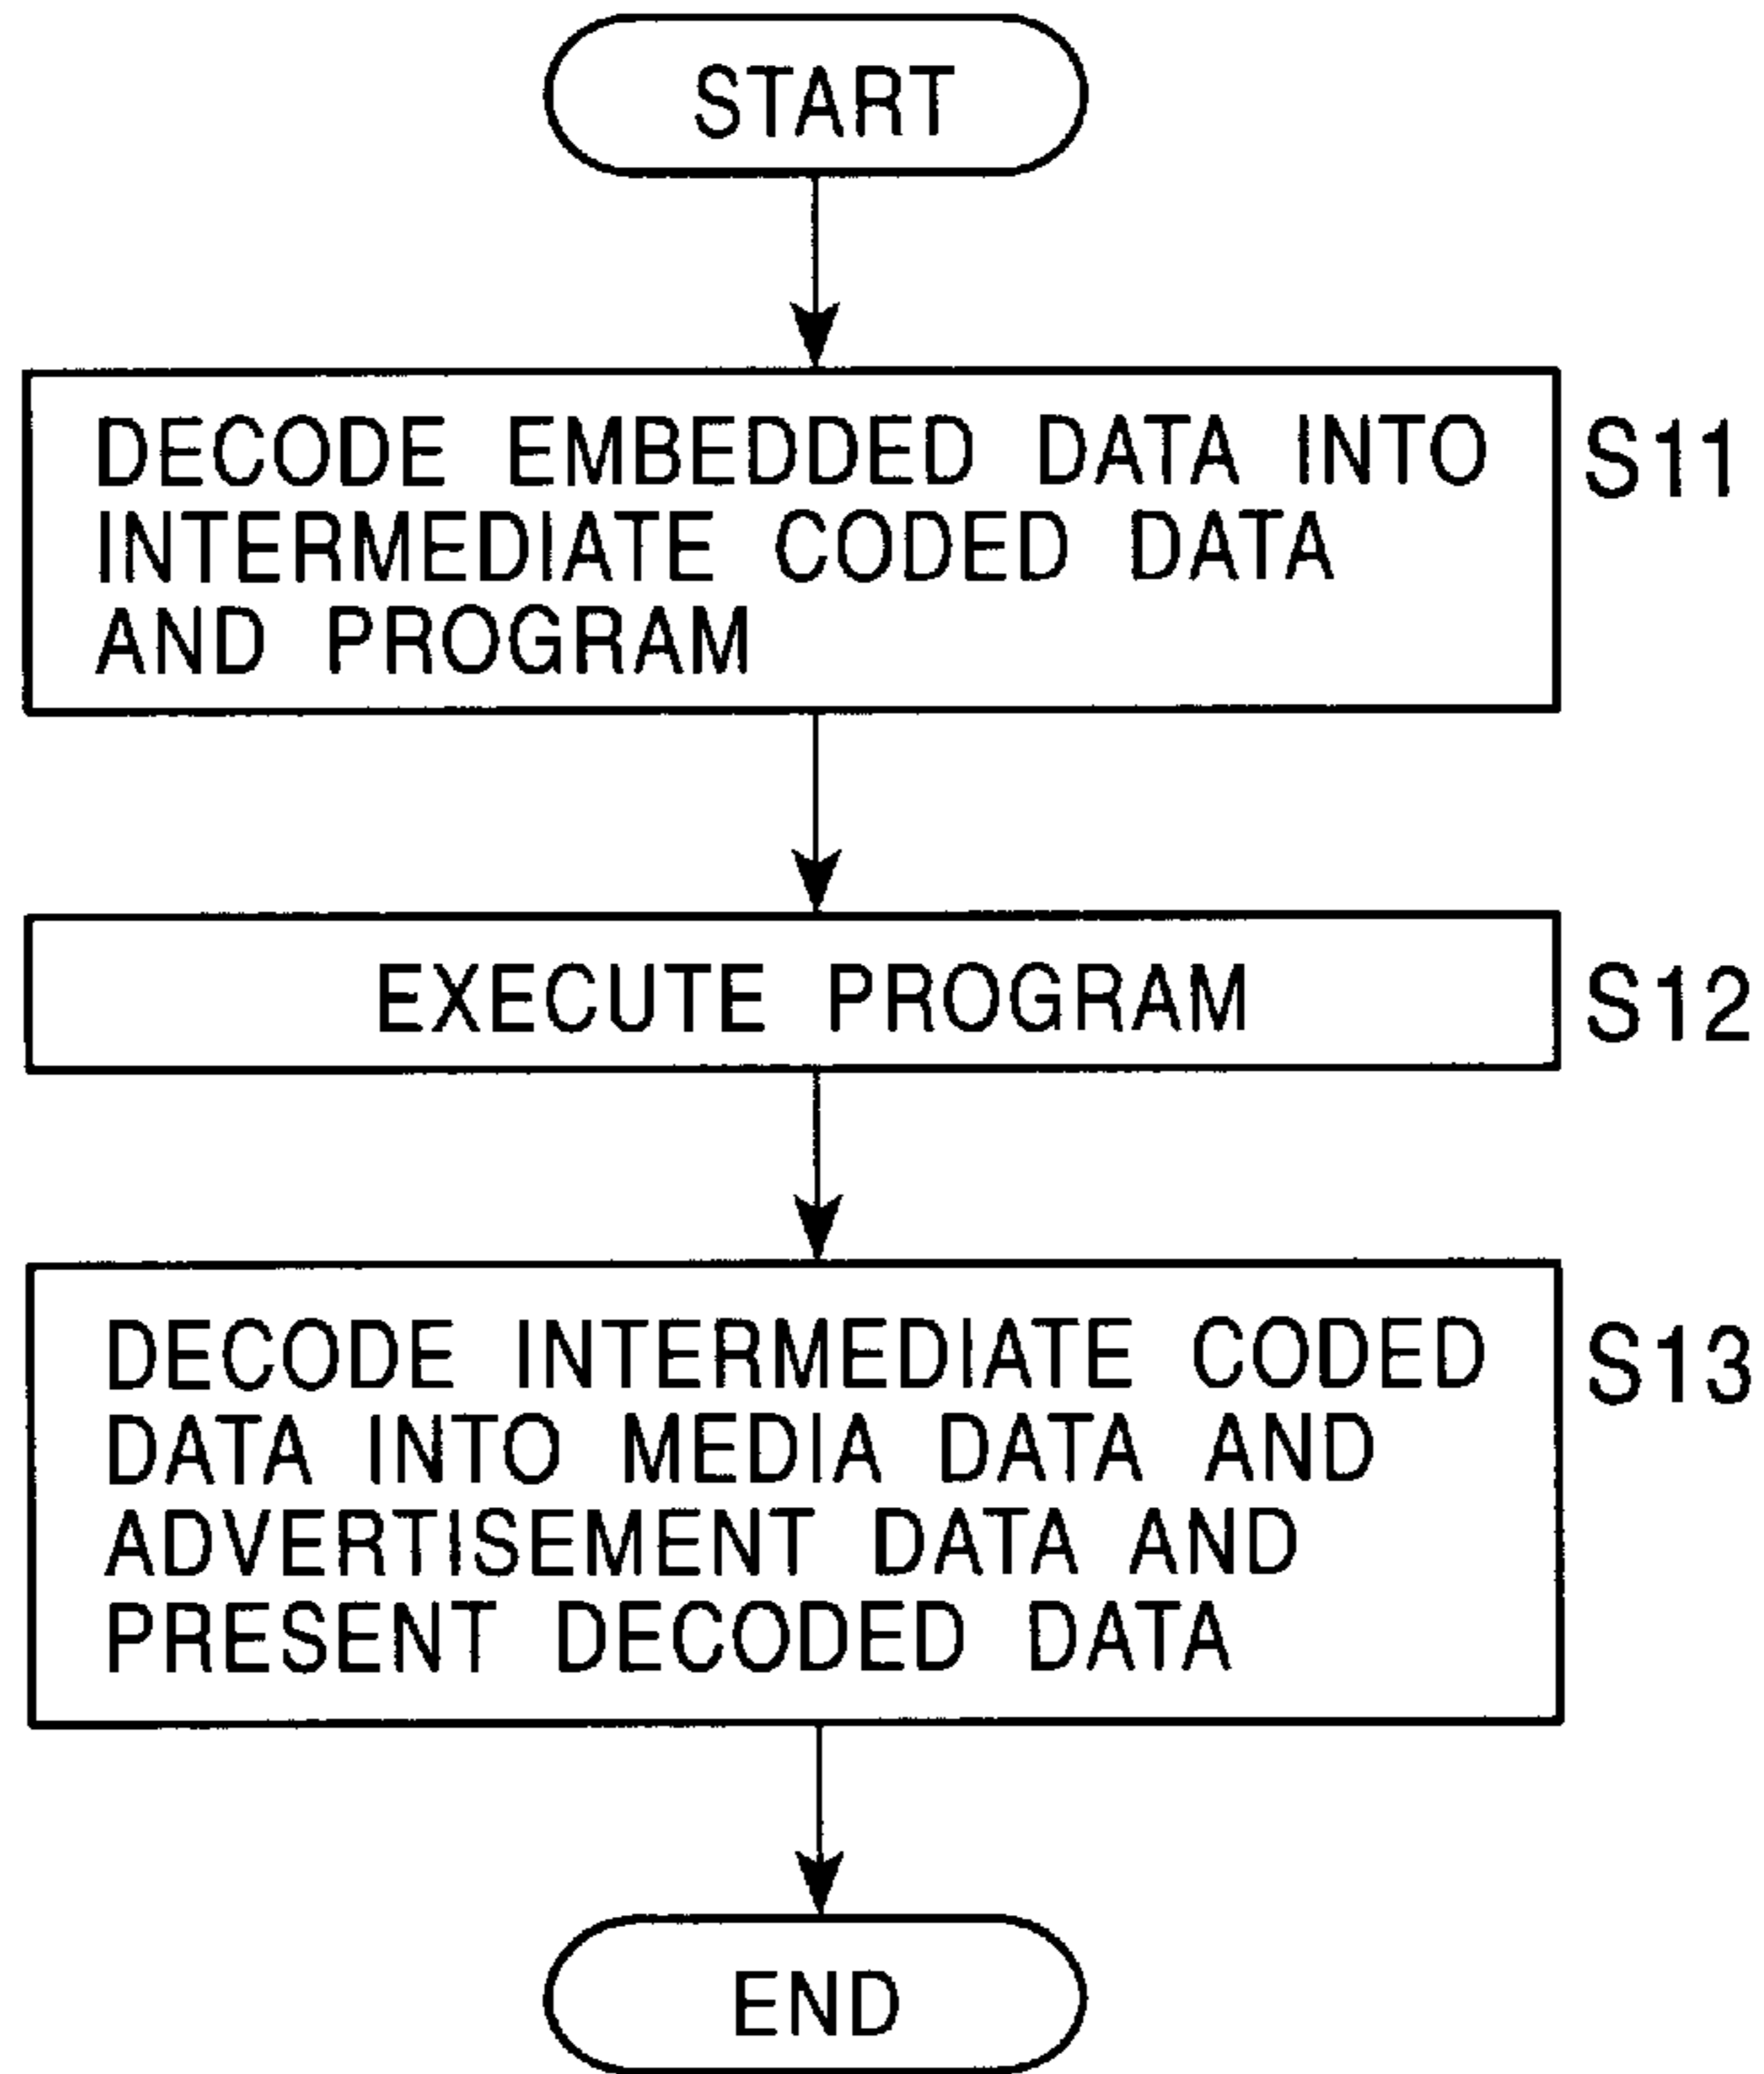 START
DECODE EMBEDDED DATA INTO
INTERMEDIATE CODED DATA
AND PROGRAM
S11
EXECUTE PROGRAM
S12
DECODE INTERMEDIATE CODED
DATA INTO MEDIA DATA AND
ADVERTISEMENT DATA AND
PRESENT DECODED DATA
S13
END